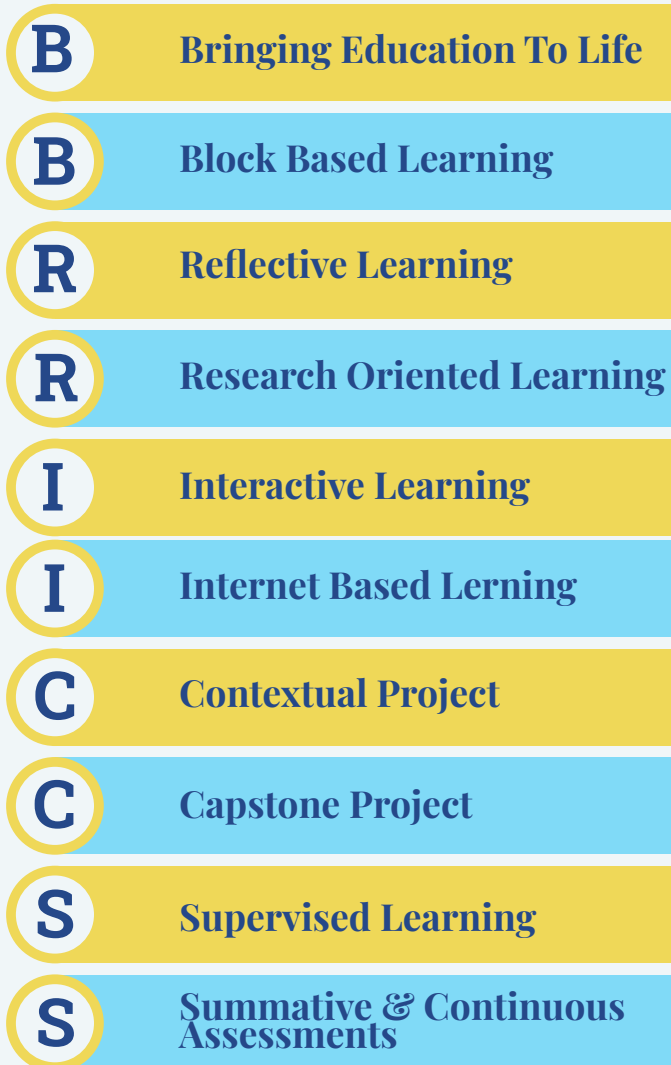 B Bringing Education To Life
B Block Based Learning
R Reflective Learning
R Research Oriented Learning
I Interactive Learning
I Internet Based Lerning
C Contextual Project
C Capstone Project
S Supervised Learning
S Summative & Continuous
Assessments